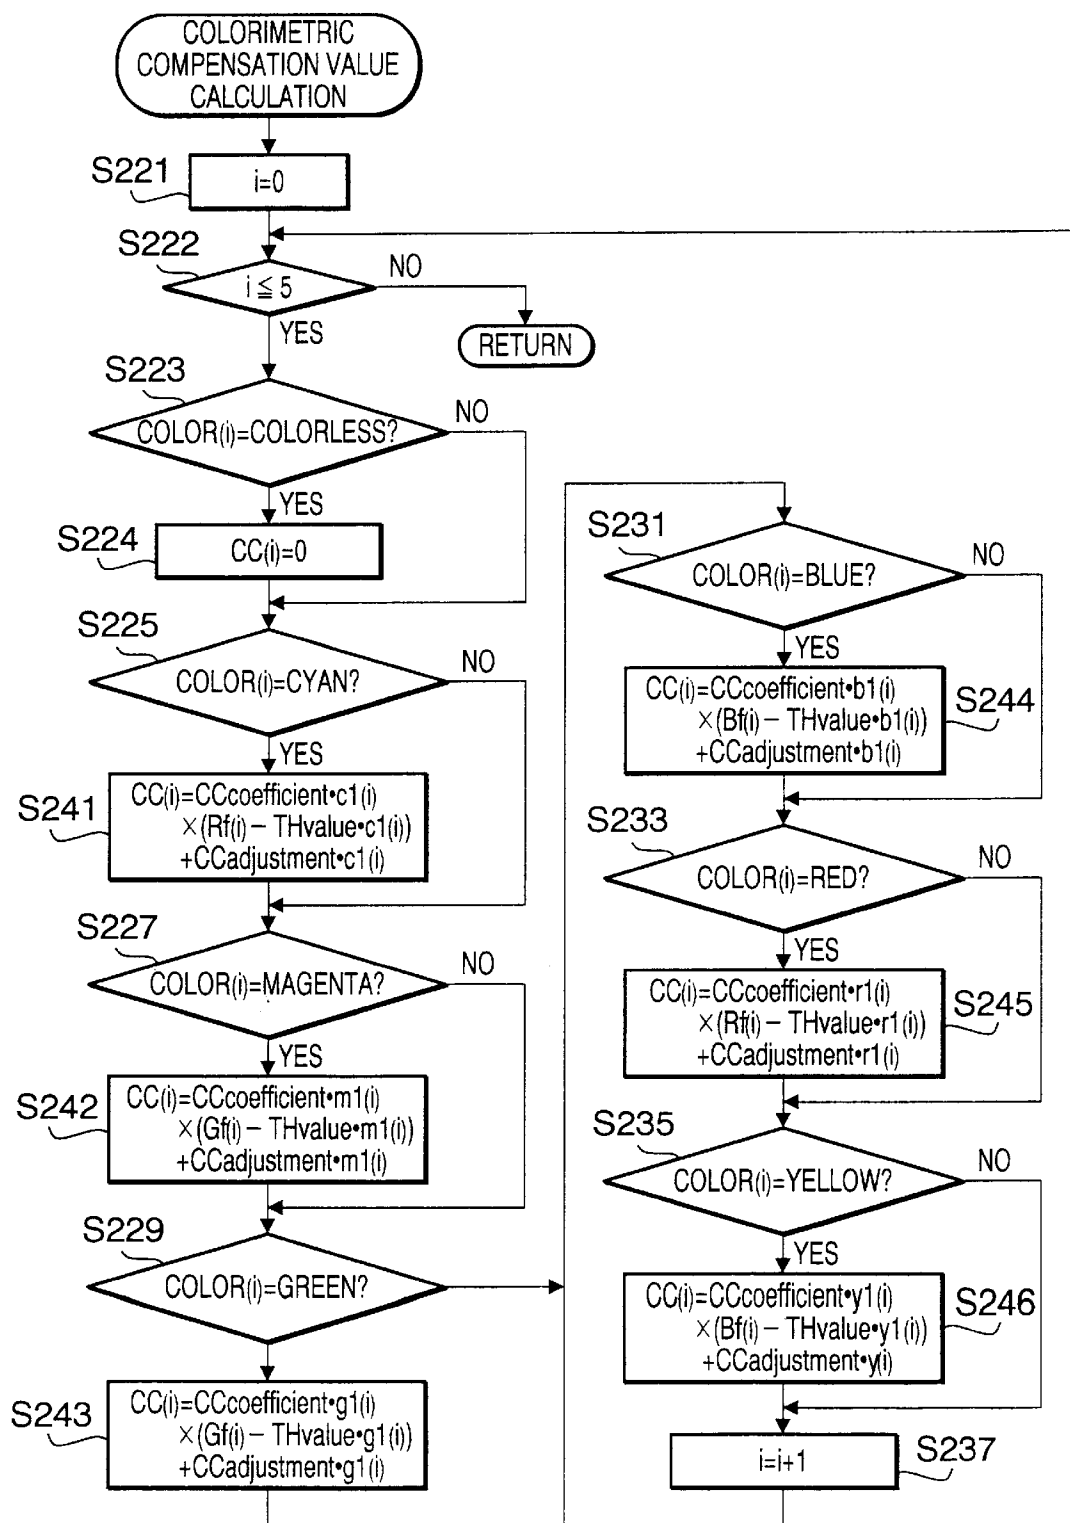 COLORIMETRIC
COMPENSATION VALUE
CALCULATION
S221
i=0
S222
i≦5
NO
YES
RETURN
S223
COLOR(i)=COLORLESS?
NO
YES
S224
CC(i)=0
S225
COLOR(i)=CYAN?
NO
YES
S241
CC(i)=CCcoefficient•c1(i)
×(Rf(i)－THvalue•c1(i))
+CCadjustment•c1(i)
S227
COLOR(i)=MAGENTA?
NO
YES
S242
CC(i)=CCcoefficient•m1(i)
×(Gf(i)－THvalue•m1(i))
+CCadjustment•m1(i)
S229
COLOR(i)=GREEN?
S243
CC(i)=CCcoefficient•g1(i)
×(Gf(i)－THvalue•g1(i))
+CCadjustment•g1(i)
S231
COLOR(i)=BLUE?
NO
YES
CC(i)=CCcoefficient•b1(i)
×(Bf(i)－THvalue•b1(i))
+CCadjustment•b1(i)
S244
S233
COLOR(i)=RED?
NO
YES
CC(i)=CCcoefficient•r1(i)
×(Rf(i)－THvalue•r1(i))
+CCadjustment•r1(i)
S245
S235
COLOR(i)=YELLOW?
NO
YES
CC(i)=CCcoefficient•y1(i)
×(Bf(i)－THvalue•y1(i))
+CCadjustment•y(i)
S246
i=i+1
S237